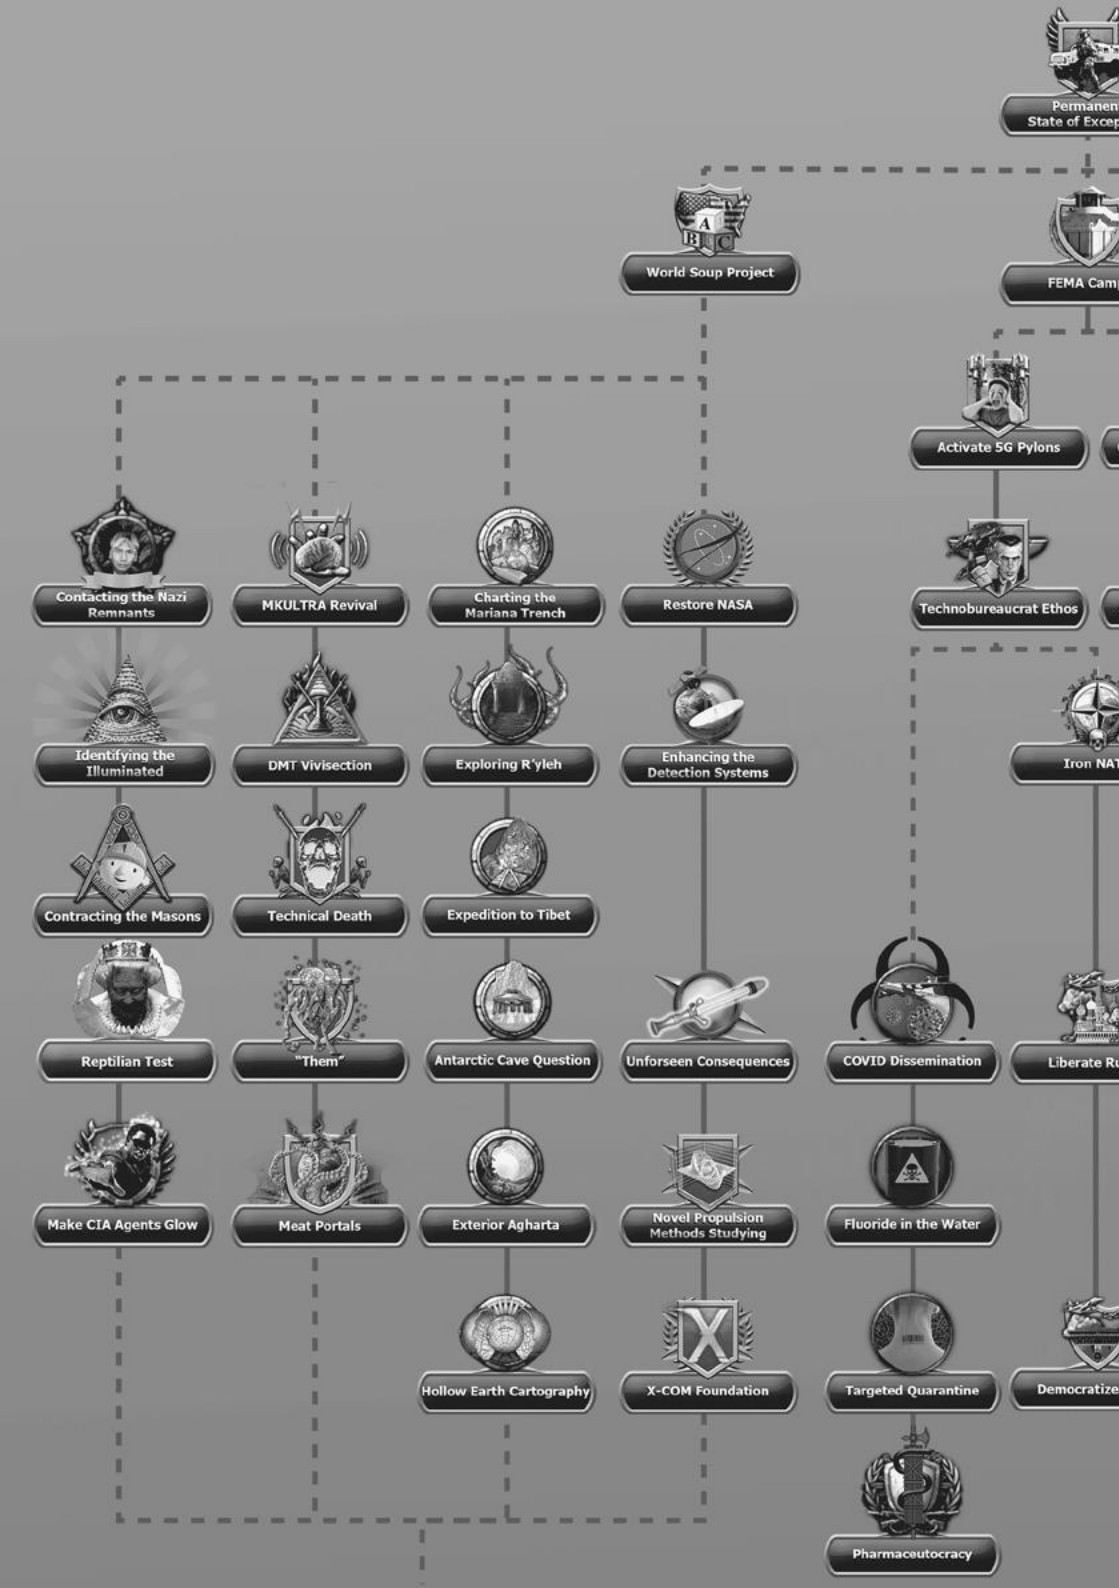 Permanen
State of Excep
A
B C
World Soup Project
FEMA Cam
Activate 5G Pylons
Contacting the Nazi
Remnants
MKULTRA Revival
Charting the
Mariana Trench
Restore NASA
Technobureaucrat Ethos
Identifying the
Illuminated
DMT Vivisection
Exploring R'yleh
Enhancing the
Detection Systems
Iron NAT
Contracting the Masons
Technical Death
Expedition to Tibet
Reptilian Test
"Them"
Antarctic Cave Question
Unforseen Consequences
COVID Dissemination
Liberate Ru
Make CIA Agents Glow
Meat Portals
Exterior Agharta
Novel Propulsion
Methods Studying
Fluoride in the Water
Hollow Earth Cartography
X
X-COM Foundation
Targeted Quarantine
Democratize
Pharmaceutocracy